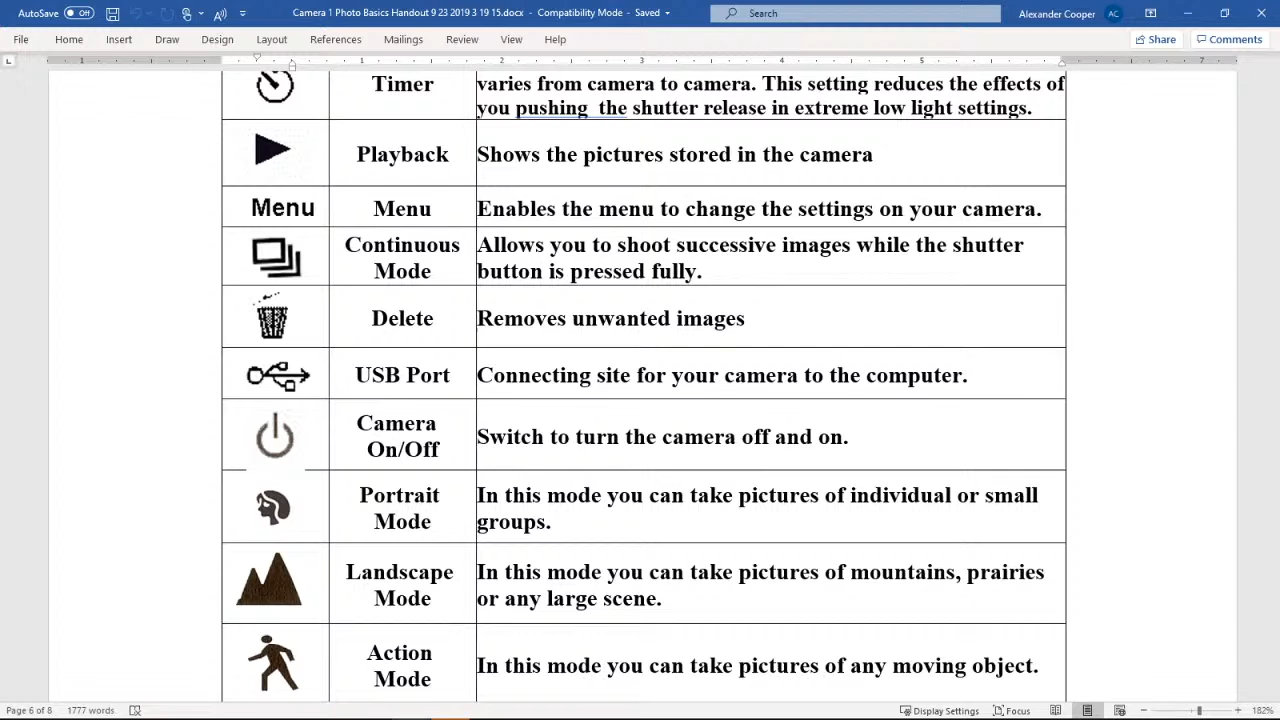 AutoSave Off Camera 1 Photo Basics Handout 9 23 2019 3 19 15.docx - Compatibility Mode - Saved Search Alexander Cooper AC
File Home Insert Draw Design Layout References Mailings Review View Help Share Comments
1 1 2 3 4 5 7
Timer varies from camera to camera. This setting reduces the effects of
you pushing the shutter release in extreme low light settings.
Playback Shows the pictures stored in the camera
Menu Menu Enables the menu to change the settings on your camera.
Continuous Allows you to shoot successive images while the shutter
Mode button is pressed fully.
Delete Removes unwanted images
USB Port Connecting site for your camera to the computer.
Camera
On/Off Switch to turn the camera off and on.
Portrait In this mode you can take pictures of individual or small
Mode groups.
Landscape In this mode you can take pictures of mountains, prairies
Mode or any large scene.
Action
Mode In this mode you can take pictures of any moving object.
Page 6 of 8 1777 words Display Settings Focus 182%